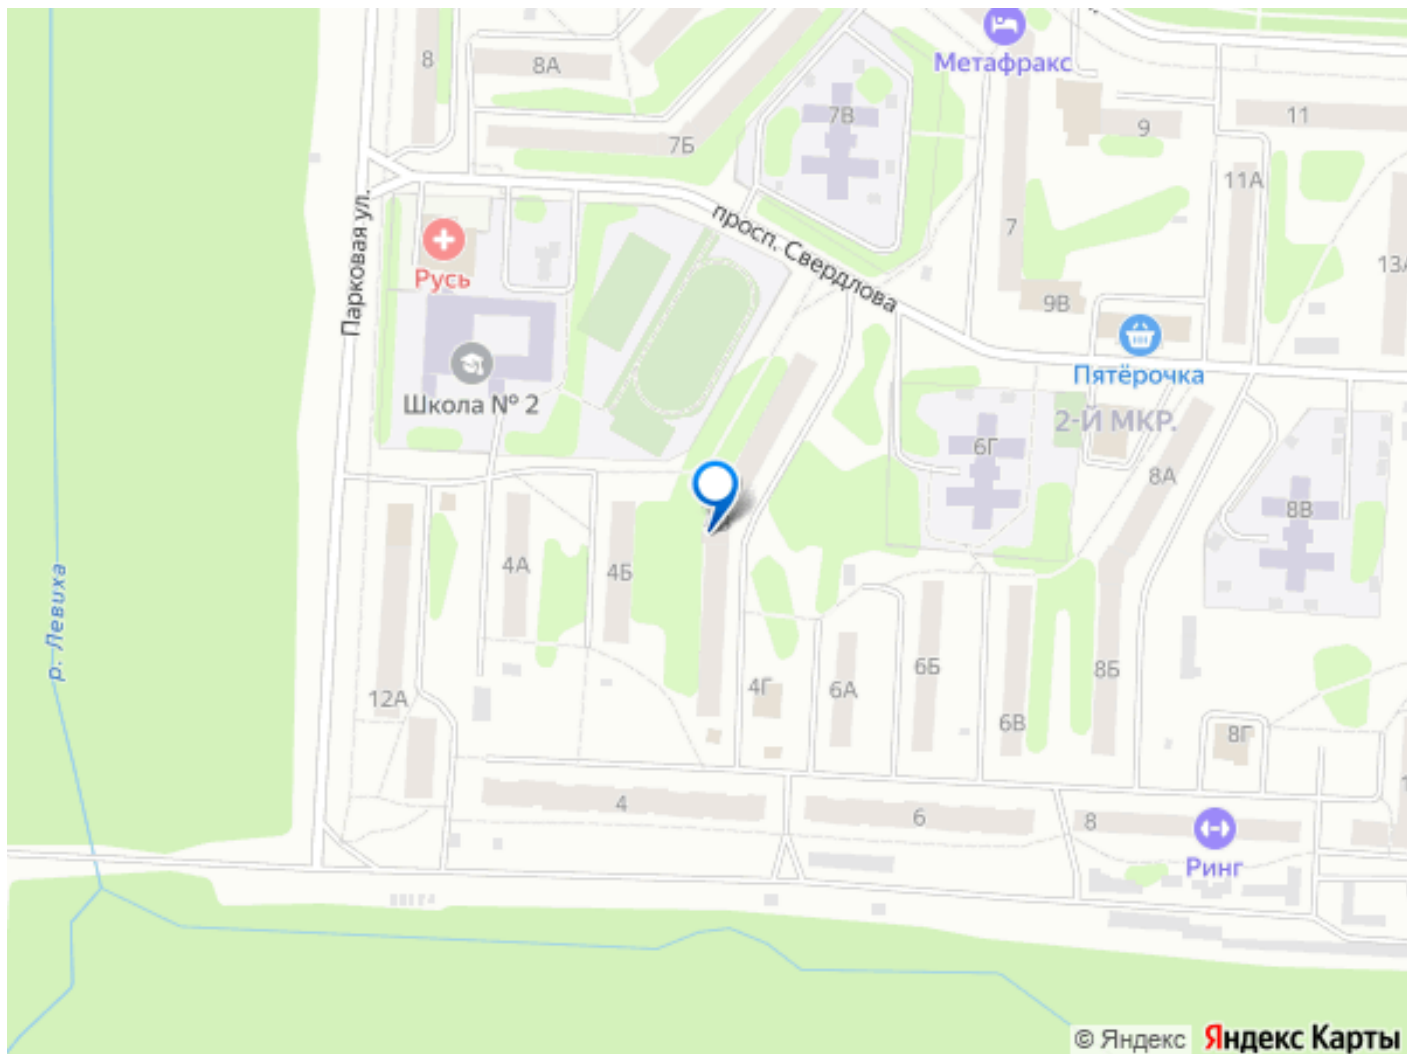 Метафракс
8
8А
7В
11
9
7Б
11А
Парковая ул.
просп. Свердлова
7
Русь
13А
9В
Пятёрочка
Школа № 2
2-Й МКР.
6Г
8А
8В
4А
4Б
р. Левиха
6Б
8Б
4Г
6А
12А
6В
8Г
4
6
8
Ринг
© Яндекс
Яндекс Карты